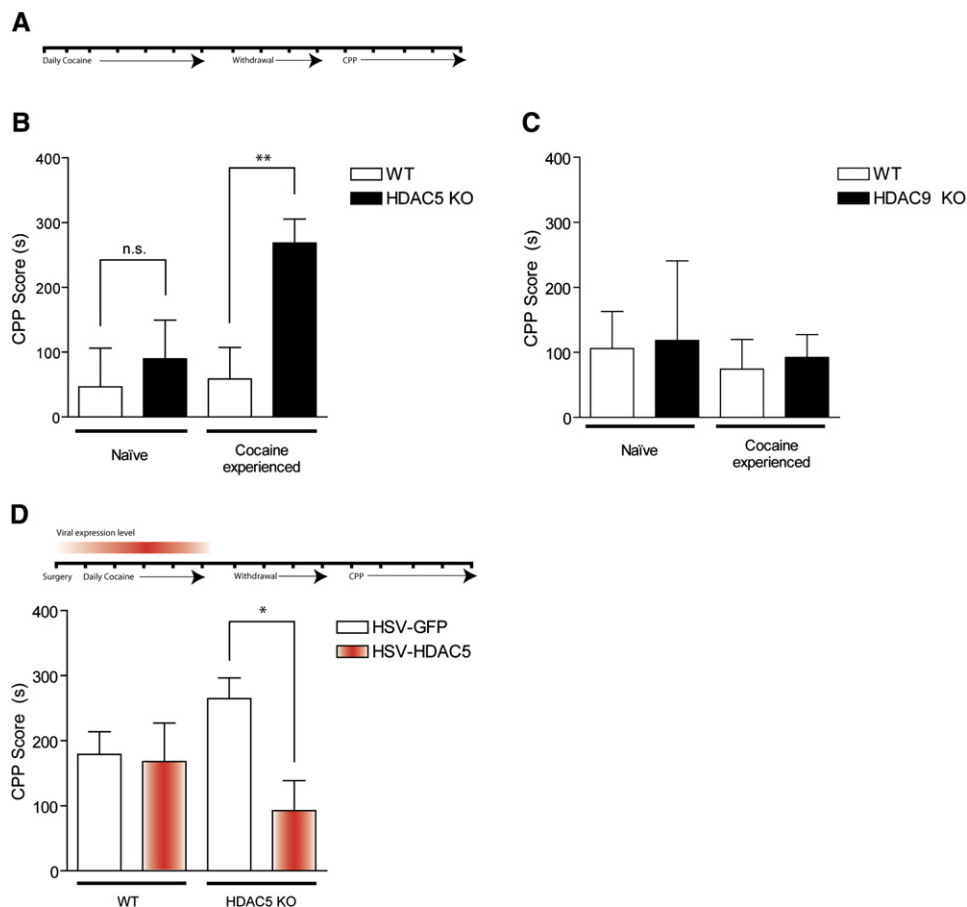 A
Daily Cocaine
Withdrawal
CPP
B
400
300
200
100
0
CPP Score (s)
n.s.
**
WT
HDAC5 KO
Naïve
Cocaine
experienced
C
400
300
200
100
0
CPP Score (s)
WT
HDAC9 KO
Naïve
Cocaine
experienced
D
Viral expression level
Surgery
Daily Cocaine
Withdrawal
CPP
400
300
200
100
0
CPP Score (s)
*
HSV-GFP
HSV-HDAC5
WT
HDAC5 KO